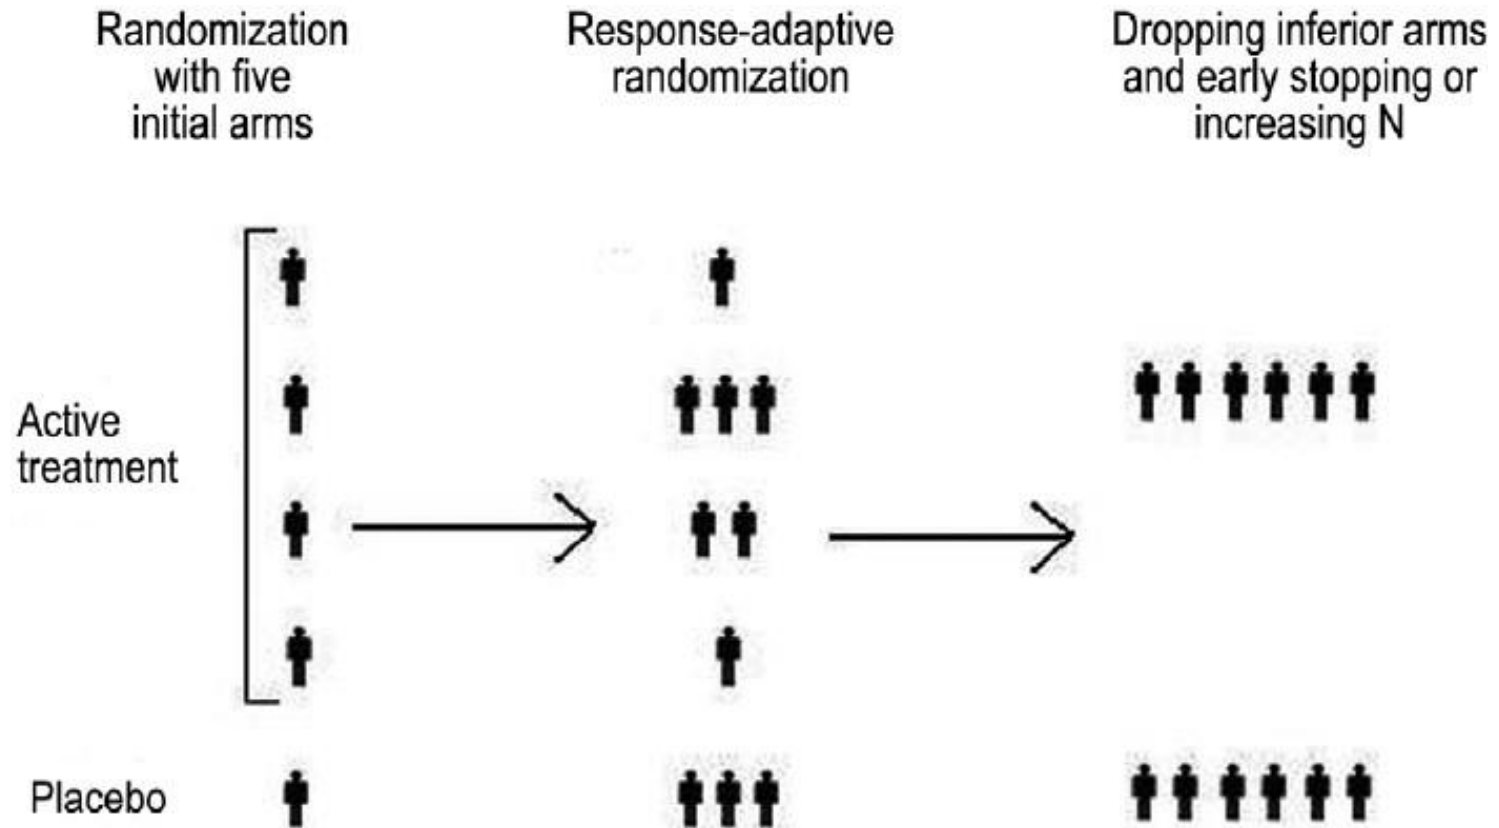 Randomization
with five
initial arms
Response-adaptive
randomization
Dropping inferior arms
and early stopping or
increasing N
Active
treatment
Placebo